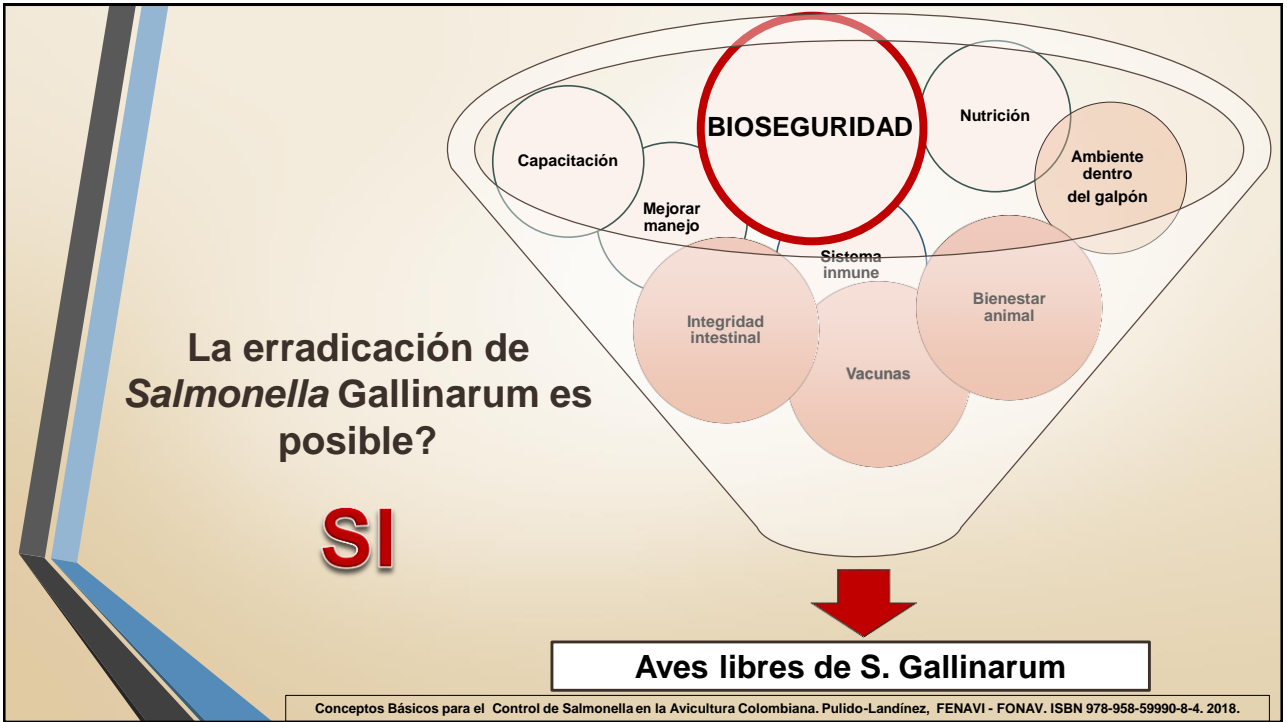 BIOSEGURIDAD
Nutrición
Capacitación
Ambiente
dentro
del galpón
Mejorar
manejo
Sistema
inmune
Bienestar
animal
Integridad
intestinal
Vacunas
La erradicación de
Salmonella Gallinarum es
posible?
SI
Aves libres de S. Gallinarum
Conceptos Básicos para el Control de Salmonella en la Avicultura Colombiana. Pulido-Landínez, FENAVI - FONAV. ISBN 978-958-59990-8-4. 2018.